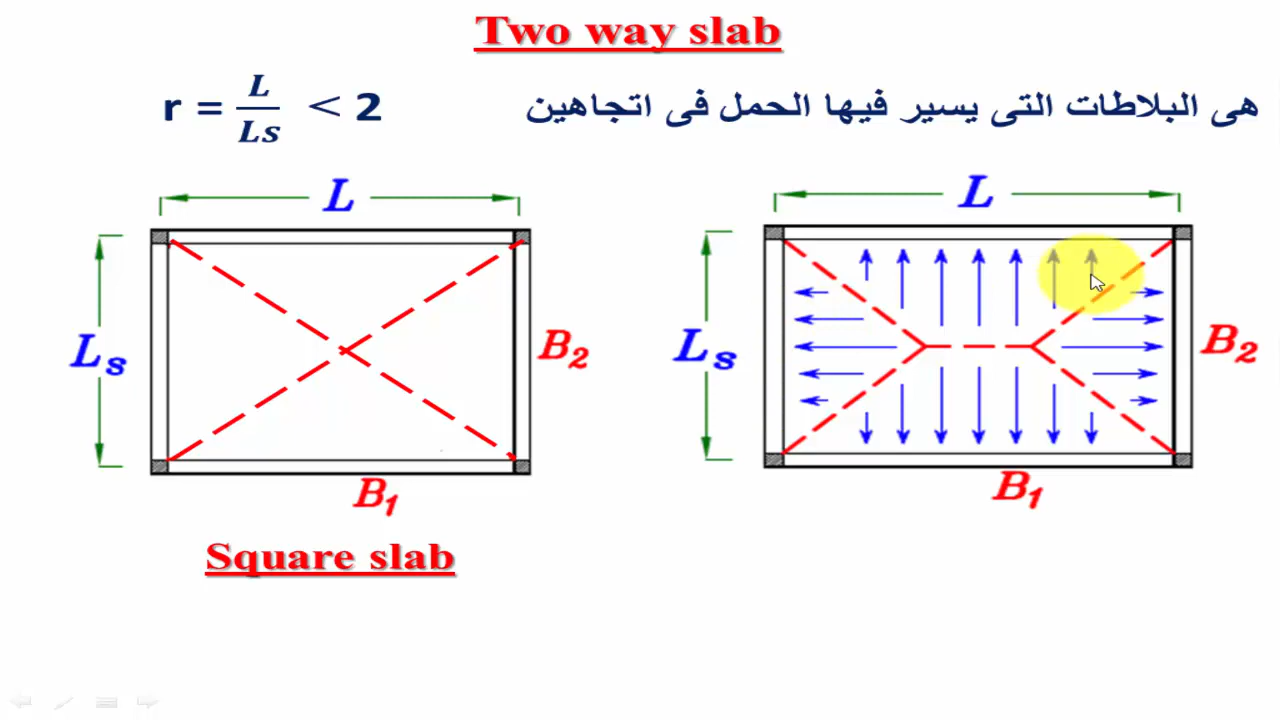 Two way slab
r = L/Ls < 2
هى البلاطات التى يسير فيها الحمل فى اتجاهين
L
Ls
B2
B1
Square slab
L
Ls
B2
B1